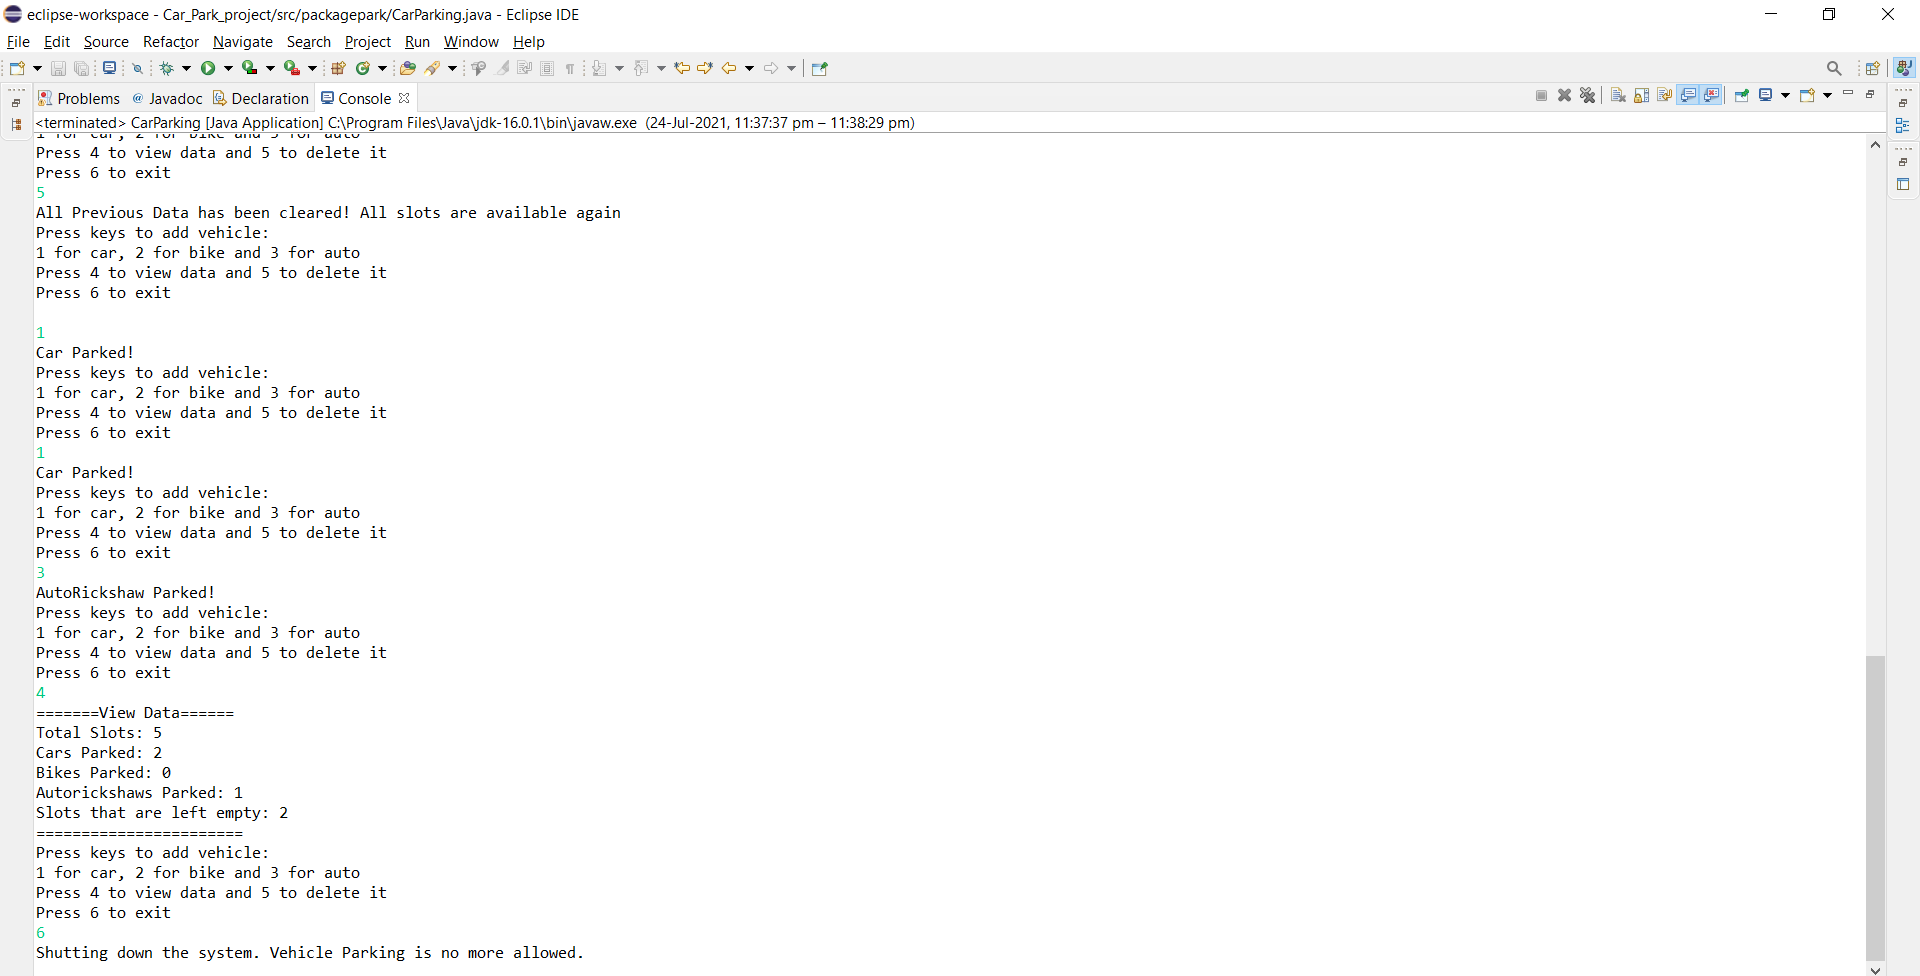 eclipse-workspace - Car_Park_project/src/packagepark/CarParking.java - Eclipse IDE
File Edit Source Refactor Navigate Search Project Run Window Help
Problems @ Javadoc Declaration Console
<terminated> CarParking [Java Application] C:\Program Files\Java\jdk-16.0.1\bin\javaw.exe (24-Jul-2021, 11:37:37 pm – 11:38:29 pm)
1 for car, 2 for bike and 3 for auto
Press 4 to view data and 5 to delete it
Press 6 to exit
5
All Previous Data has been cleared! All slots are available again
Press keys to add vehicle:
1 for car, 2 for bike and 3 for auto
Press 4 to view data and 5 to delete it
Press 6 to exit
1
Car Parked!
Press keys to add vehicle:
1 for car, 2 for bike and 3 for auto
Press 4 to view data and 5 to delete it
Press 6 to exit
1
Car Parked!
Press keys to add vehicle:
1 for car, 2 for bike and 3 for auto
Press 4 to view data and 5 to delete it
Press 6 to exit
3
AutoRickshaw Parked!
Press keys to add vehicle:
1 for car, 2 for bike and 3 for auto
Press 4 to view data and 5 to delete it
Press 6 to exit
4
=======View Data======
Total Slots: 5
Cars Parked: 2
Bikes Parked: 0
Autorickshaws Parked: 1
Slots that are left empty: 2
=======================
Press keys to add vehicle:
1 for car, 2 for bike and 3 for auto
Press 4 to view data and 5 to delete it
Press 6 to exit
6
Shutting down the system. Vehicle Parking is no more allowed.